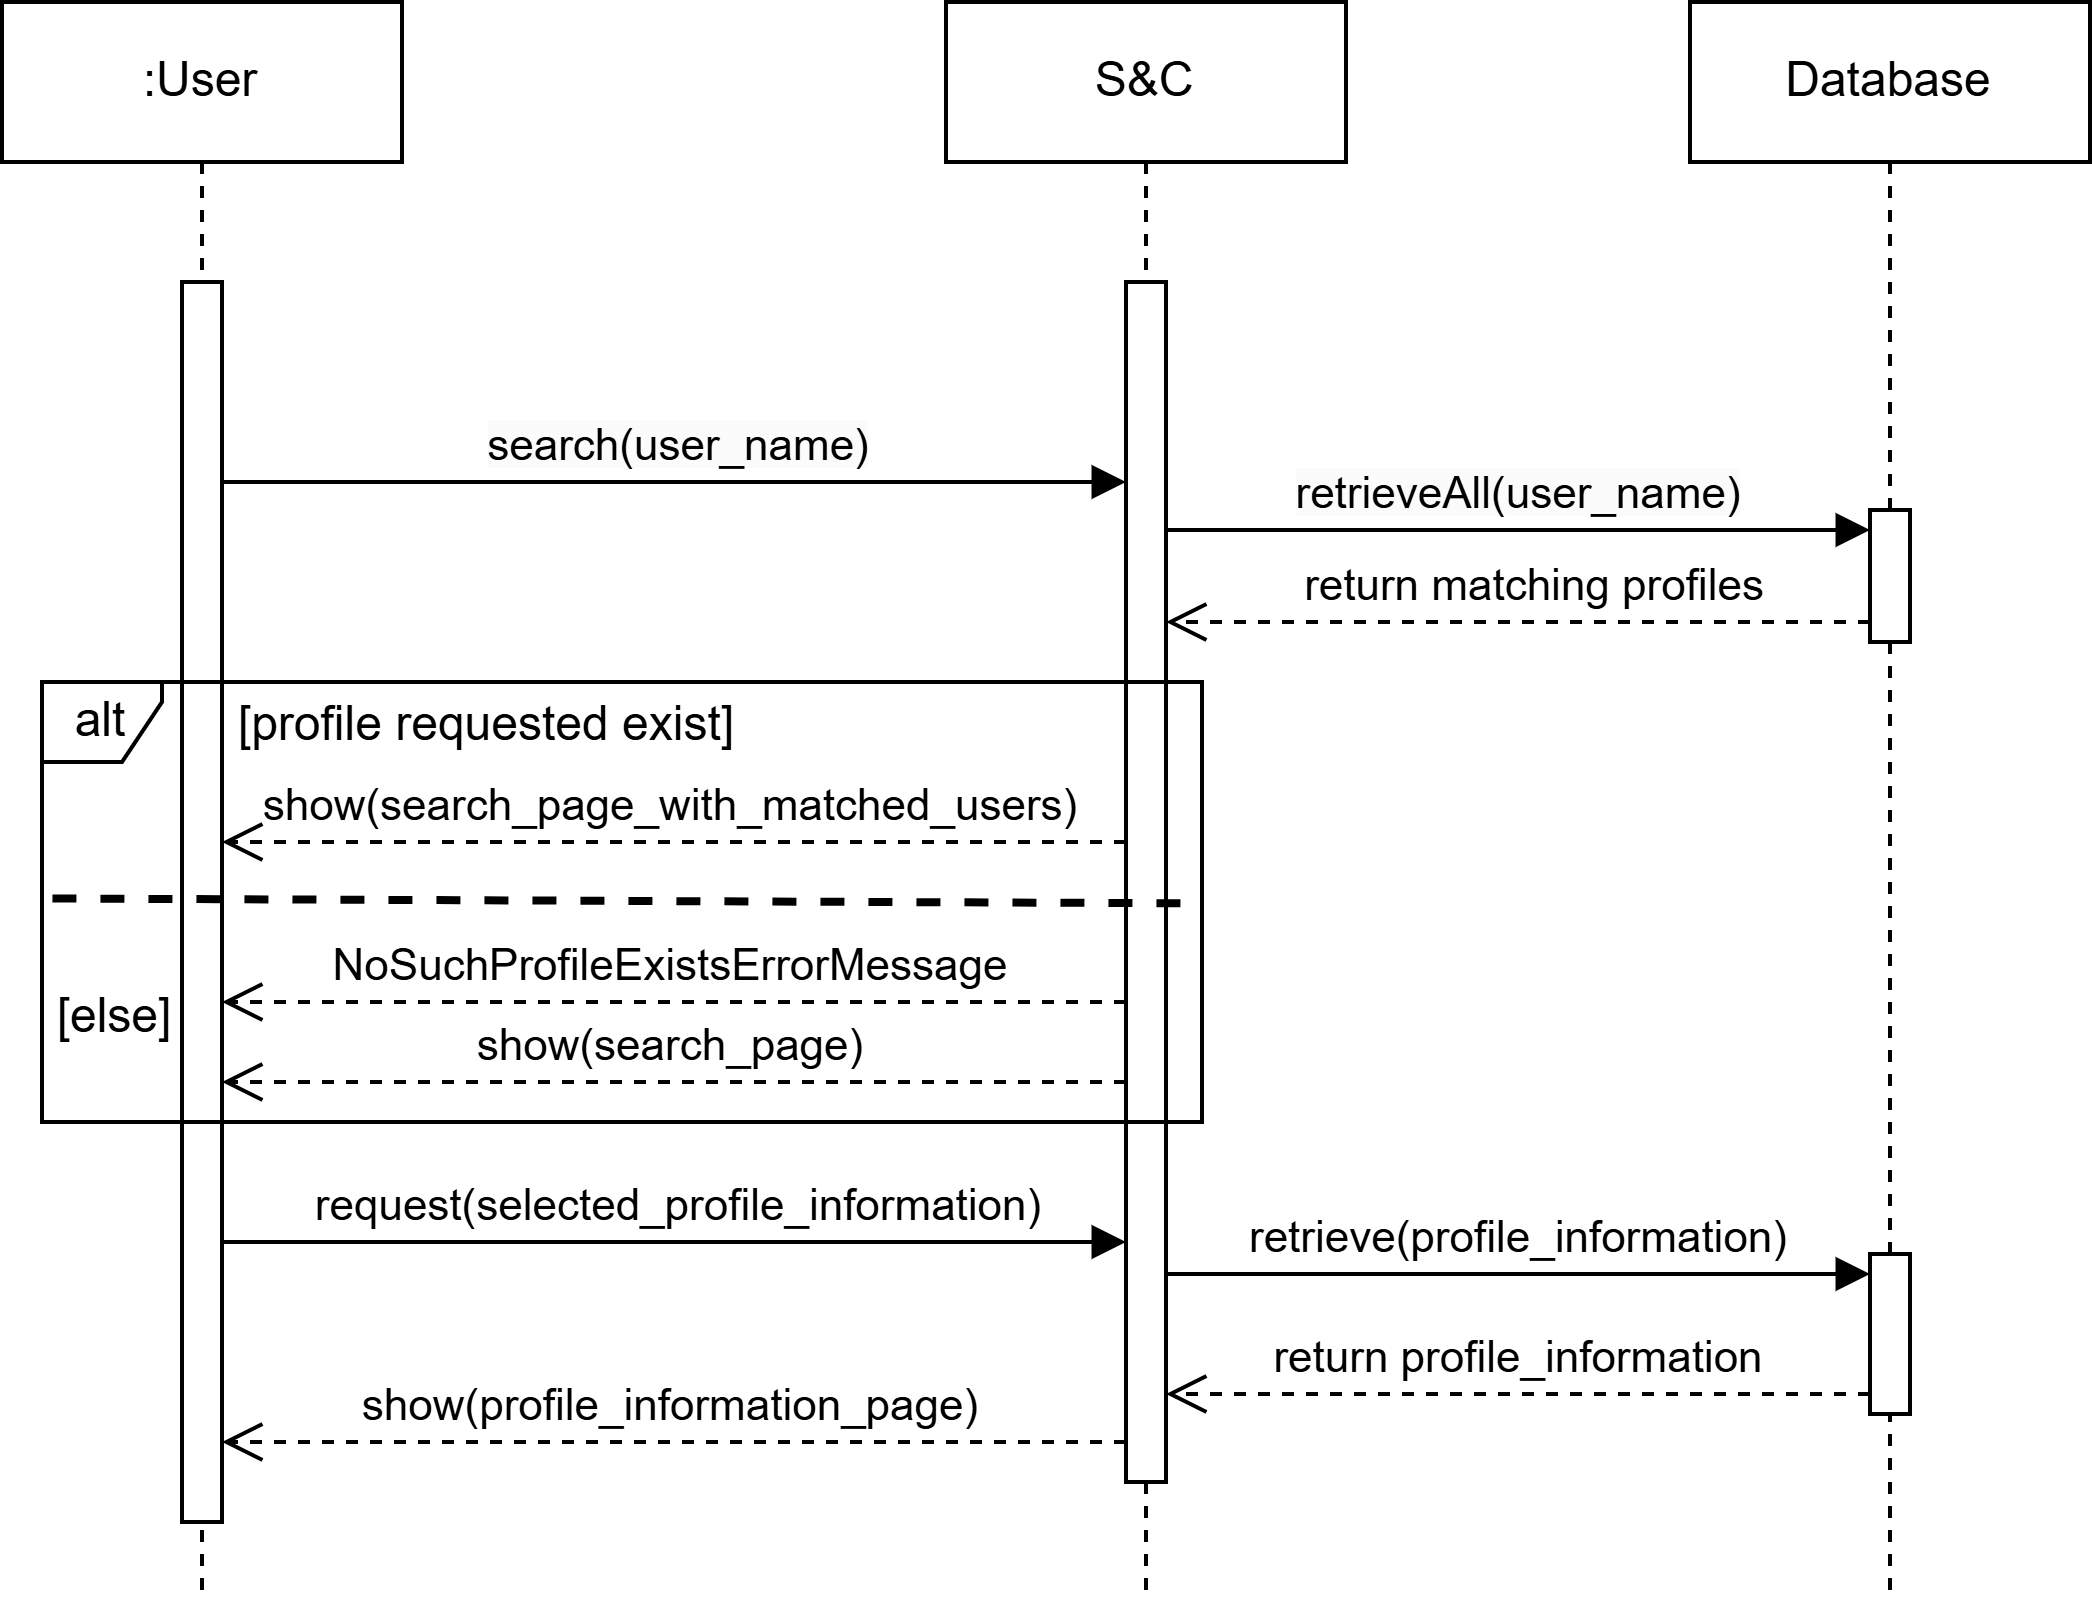 :User
S&C
Database
search(user_name)
retrieveAll(user_name)
return matching profiles
alt
[profile requested exist]
show(search_page_with_matched_users)
NoSuchProfileExistsErrorMessage
[else]
show(search_page)
request(selected_profile_information)
retrieve(profile_information)
return profile_information
show(profile_information_page)